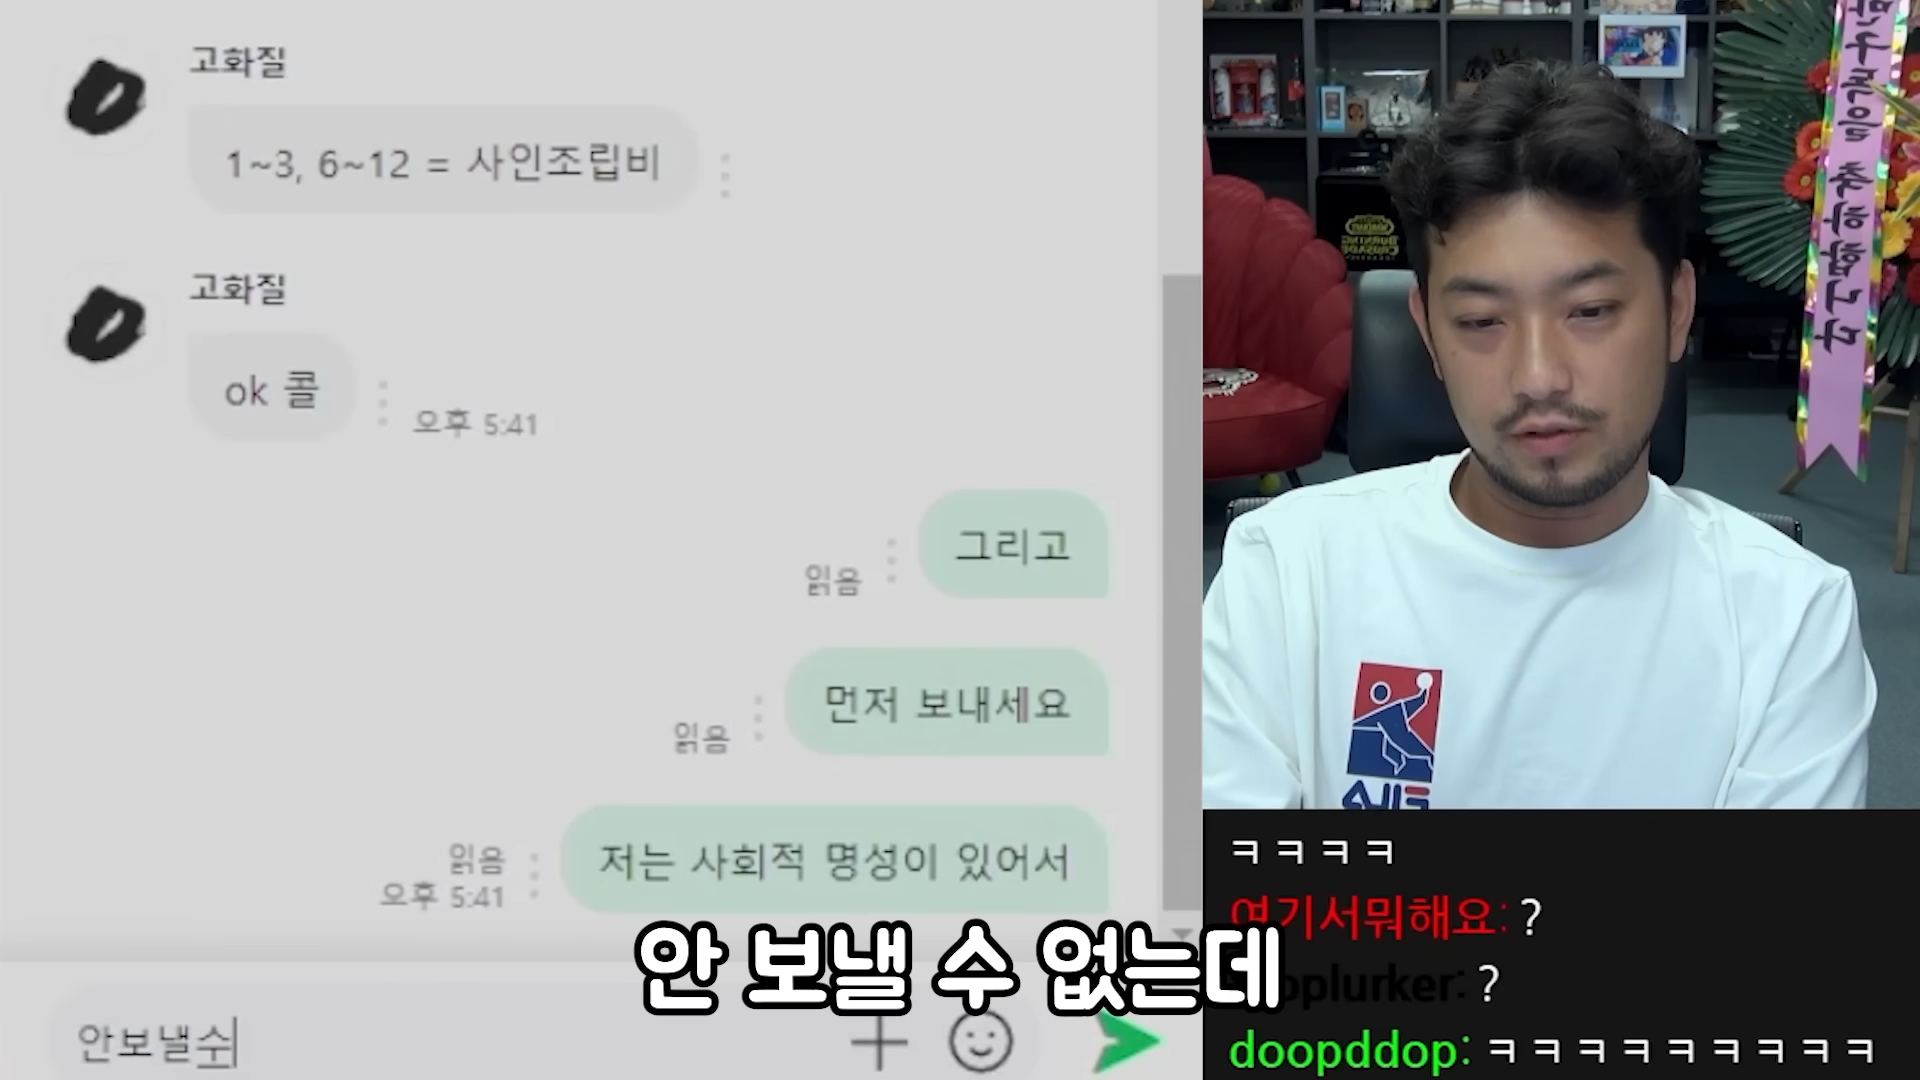 고화질
1~3, 6~12 = 사인조립비
고화질
ok 콜
오후 5:41
그리고
읽음
먼저 보내세요
읽음
저는 사회적 명성이 있어서
읽음
오후 5:41
안보낼수
안 보낼 수 없는데
ㅋㅋㅋㅋ
여기서뭐해요: ?
?
doopddop: ㅋㅋㅋㅋㅋㅋㅋㅋㅋ